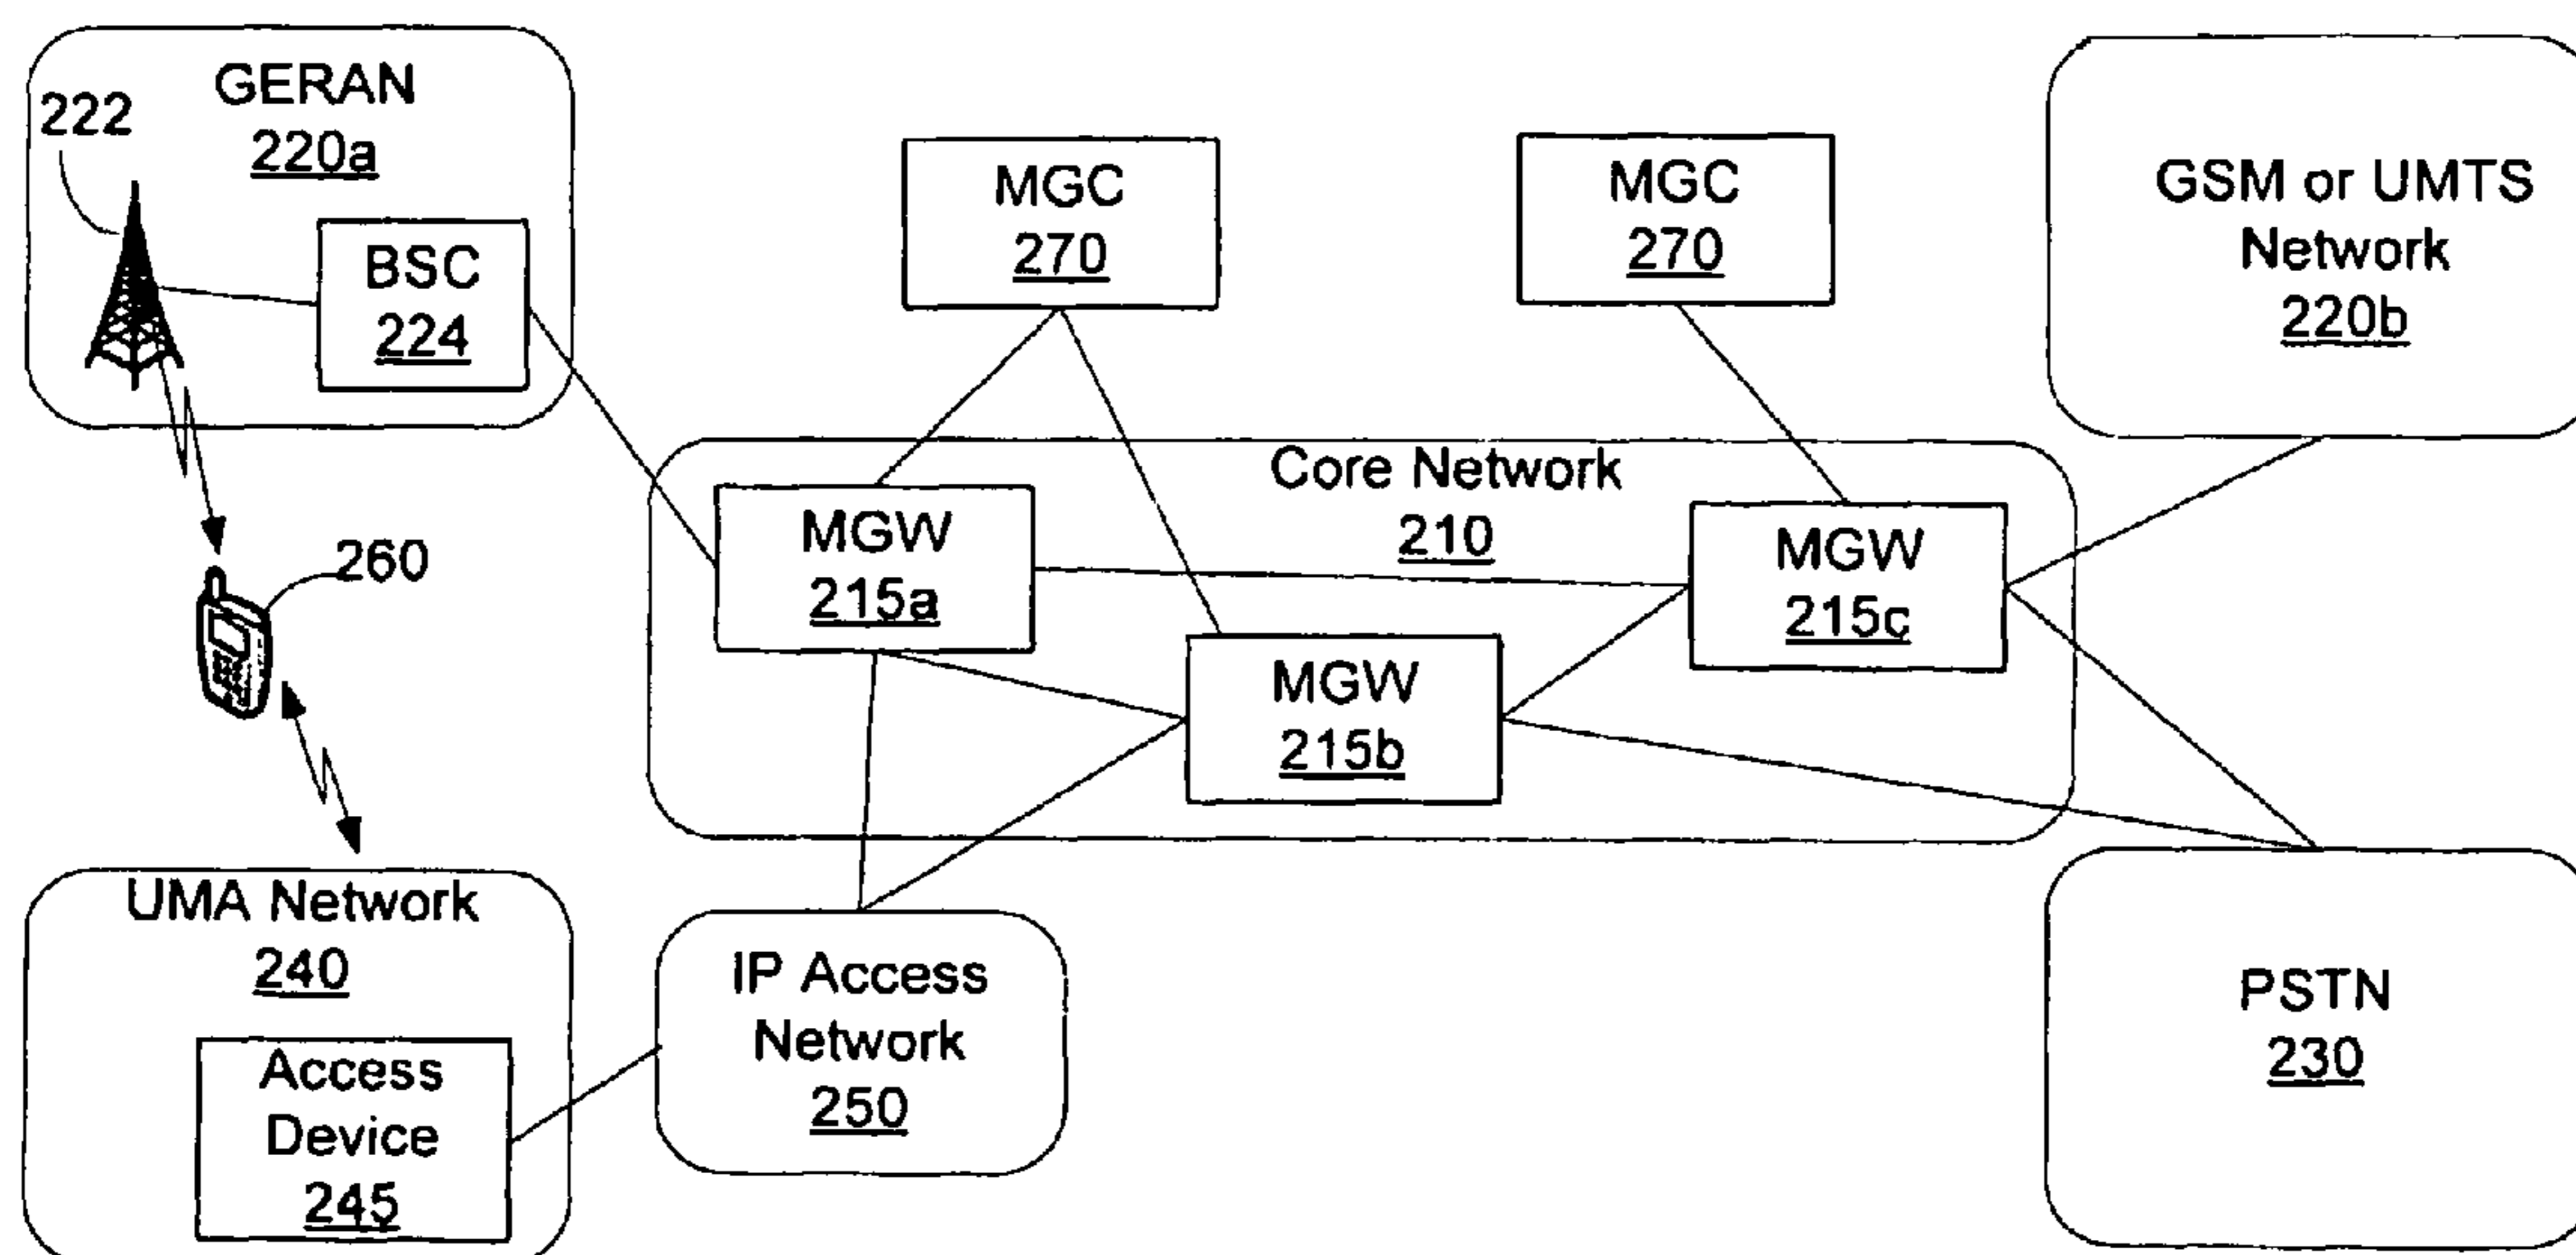 GERAN
220a
222
BSC
224
MGC
270
MGC
270
GSM or UMTS
Network
220b
Core Network
210
MGW
215a
MGW
215b
MGW
215c
260
UMA Network
240
Access
Device
245
IP Access
Network
250
PSTN
230